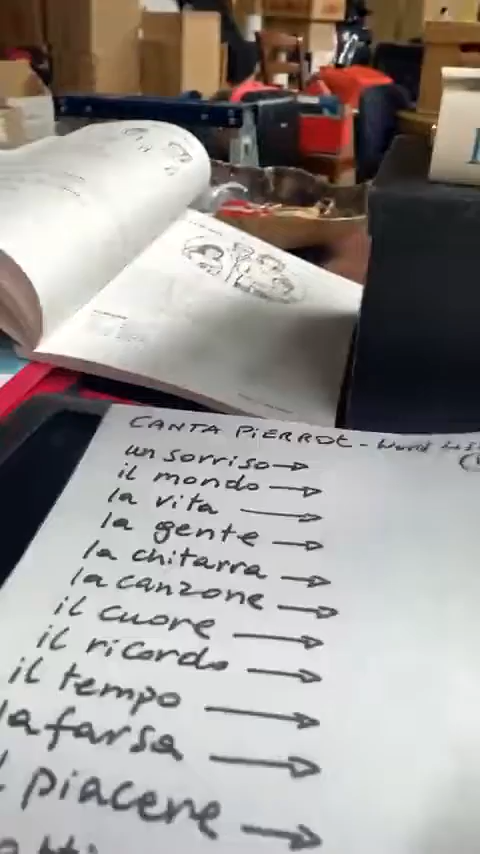 CANTA PiERROt - Word
un sorriso →
il mondo →
la vita →
la gente →
la chitarra →
la canzone →
il cuore →
il ricordo →
il tempo →
la farsa →
piacere →